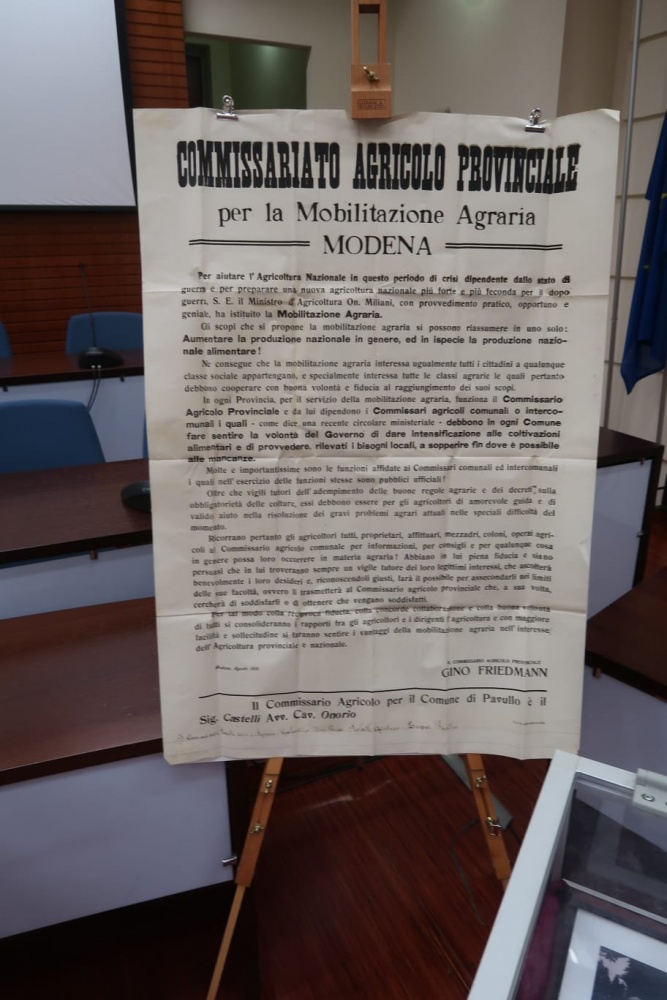 COMMISSARIATO AGRICOLO PROVINCIALE
per la Mobilitazione Agraria
MODENA
Per aiutare l'Agricoltura Nazionale in questo periodo di crisi dipendente dallo stato di
guerra e per preparare una nuova agricoltura nazionale più forte e più feconda per il dopo
guerra, S. E. il Ministro d'Agricoltura On. Miliani, con provvedimento pratico, opportuno e
geniale, ha istituito la Mobilitazione Agraria.
Gli scopi che si propone la mobilitazione agraria si possono riassumere in uno solo:
Aumentare la produzione nazionale in genere, ed in ispecie la produzione nazio-
nale alimentare!
Ne consegue che la mobilitazione agraria interessa ugualmente tutti i cittadini a qualunque
classe sociale appartengano, e specialmente interessa tutte le classi agrarie le quali pertanto
debbono cooperare con buona volontà e fiducia al raggiungimento dei suoi scopi.
In ogni Provincia, per il servizio della mobilitazione agraria, funziona il Commissario
Agricolo Provinciale e da lui dipendono i Commissari agricoli comunali o interco-
munali i quali - come dice una recente circolare ministeriale - debbono in ogni Comune
fare sentire la volontà del Governo di dare intensificazione alle coltivazioni
alimentari e di provvedere, rilevati i bisogni locali, a sopperire fin dove è possibile
alle mancanze.
Molte e importantissime sono le funzioni affidate ai Commissari comunali ed intercomunali
i quali nell'esercizio delle funzioni stesse sono pubblici ufficiali!
Oltre che vigili tutori dell'adempimento delle buone regole agrarie e dei decreti sulla
obbligatorietà delle colture, essi debbono essere per gli agricoltori di amorevole guida e di
valido aiuto nella risoluzione dei gravi problemi agrari attuali nelle speciali difficoltà del
momento.
Ricorrano pertanto gli agricoltori tutti, proprietari, affittuari, mezzadri, coloni, operai agri-
coli al Commissario agricolo comunale per informazioni, per consigli e per qualunque cosa
in genere possa loro occorrere in materia agraria! Abbiano in lui piena fiducia e siano
persuasi che in lui troveranno sempre un vigile tutore dei loro legittimi interessi, che ascolterà
benevolmente i loro desideri e, riconoscendoli giusti, farà il possibile per assecondarli nei limiti
delle sue facoltà, ovvero li trasmetterà al Commissario agricolo provinciale che, a sua volta,
cercherà di soddisfarli o di ottenere che vengano soddisfatti.
Per tal modo colla reciproca fiducia, colla concorde collaborazione e colla buona volontà
di tutti si consolideranno i rapporti fra gli agricoltori e i dirigenti l'agricoltura e con maggiore
facilità e sollecitudine si faranno sentire i vantaggi della mobilitazione agraria nell'interesse
dell'Agricoltura provinciale e nazionale.
IL COMMISSARIO AGRICOLO PROVINCIALE
GINO FRIEDMANN
Il Commissario Agricolo per il Comune di Pavullo è il
Sig. Castelli Avv. Cav. Onorio